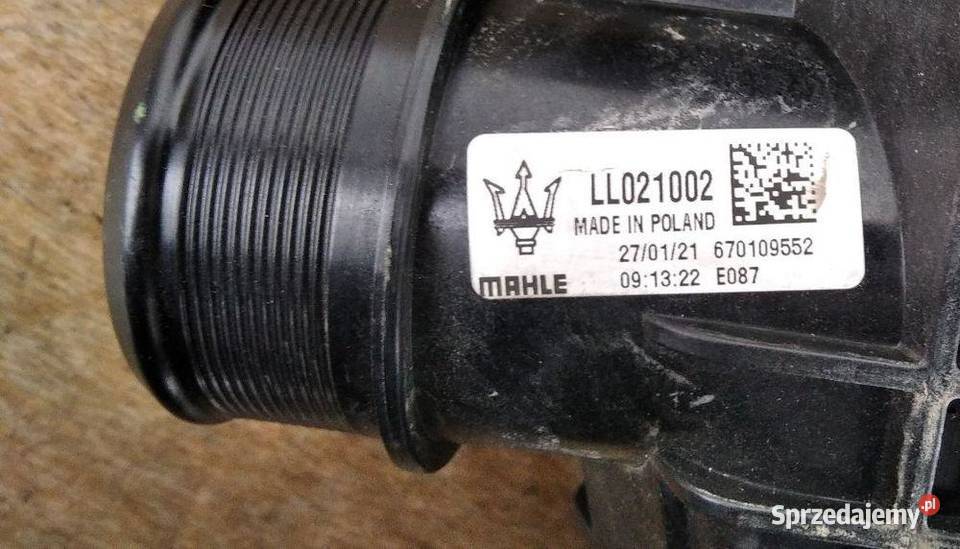 LL021002
MADE IN POLAND
27/01/21 670109552
09:13:22 E087
MAHLE
Sprzedajemy.pl